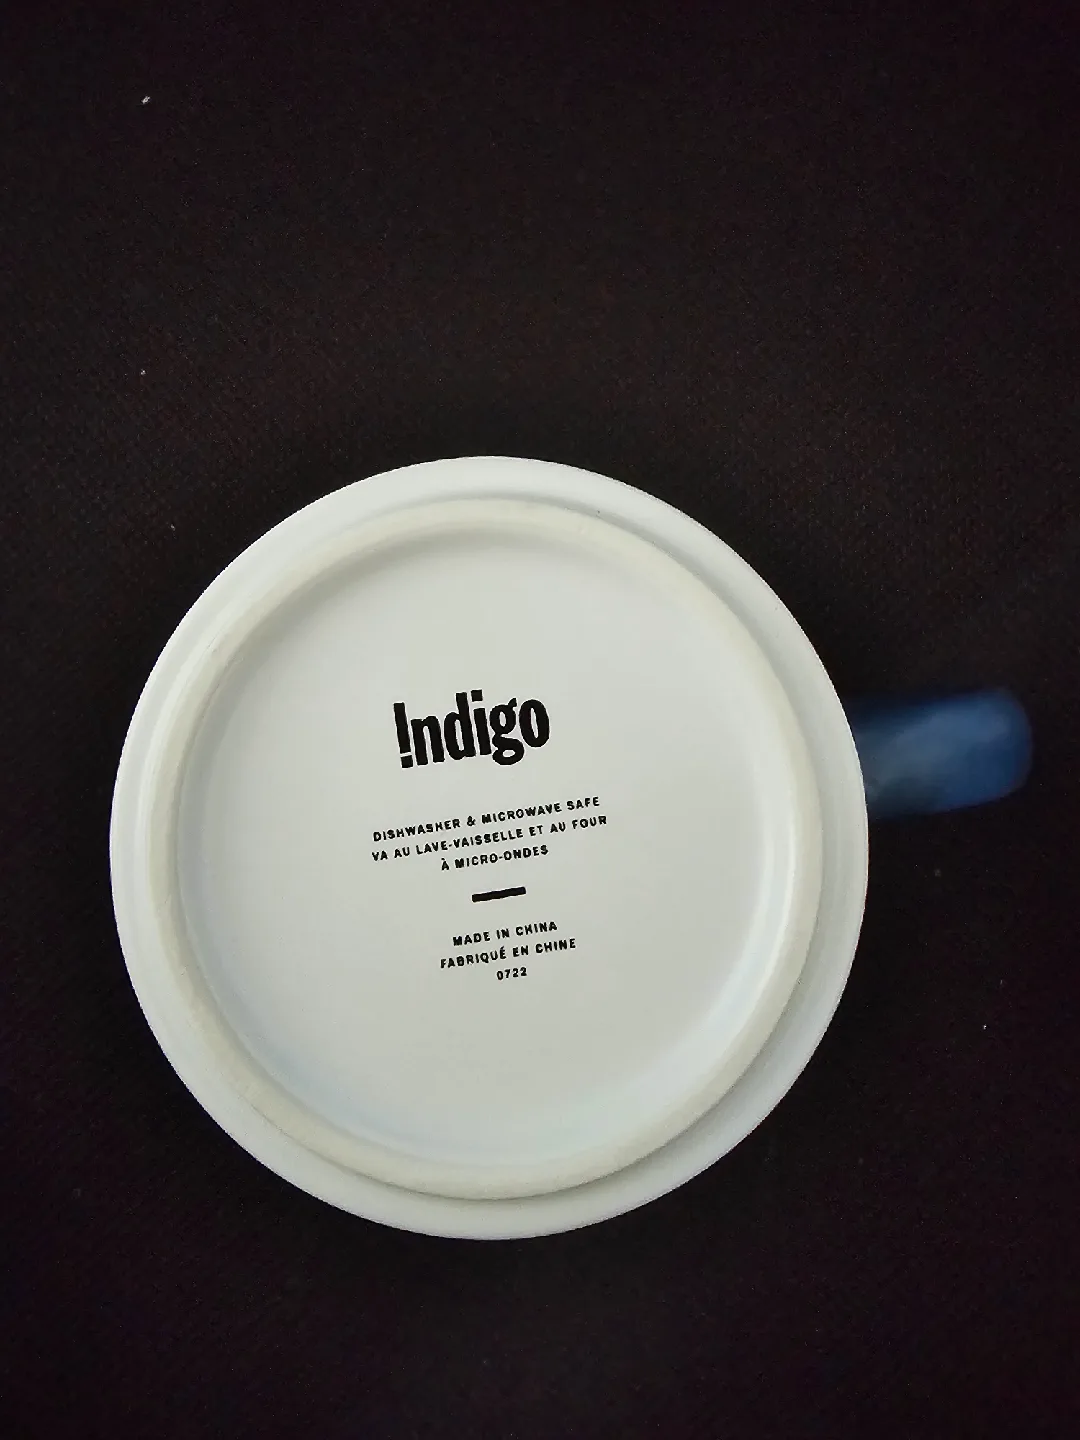 Indigo
DISHWASHER & MICROWAVE SAFE
VA AU LAVE-VAISSELLE ET AU FOUR
À MICRO-ONDES
MADE IN CHINA
FABRIQUÉ EN CHINE
0722